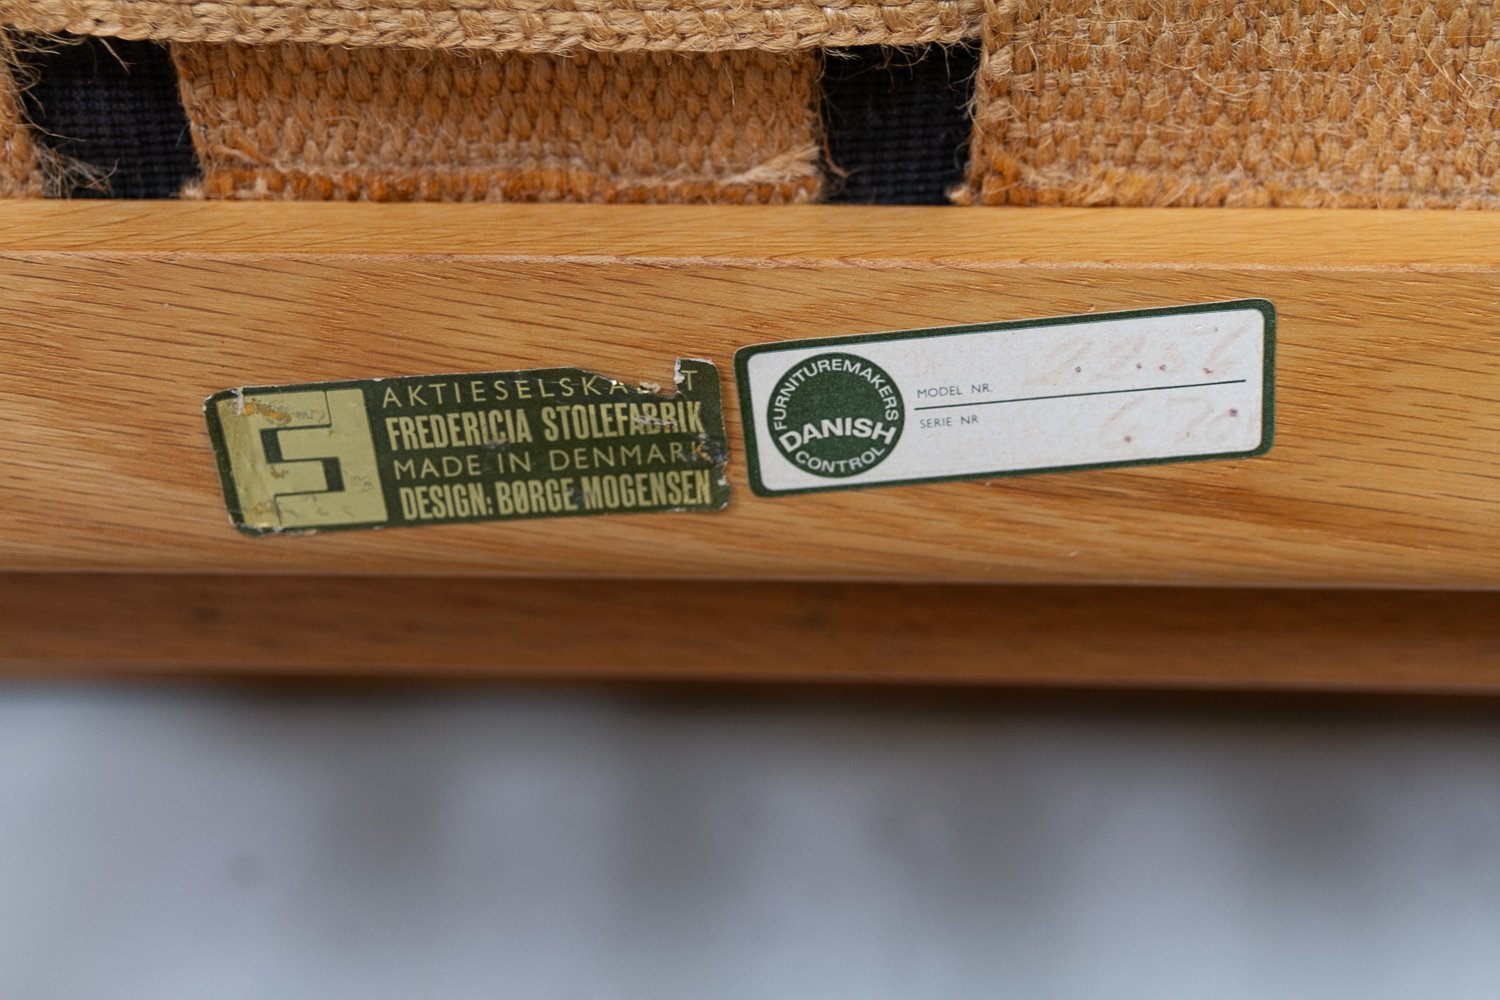 AKTIESELSKABET
FREDERICIA STOLEFABRIK
MADE IN DENMARK
DESIGN: BØRGE MOGENSEN
FURNITUREMAKERS
DANISH
CONTROL
MODEL NR.
SERIE NR